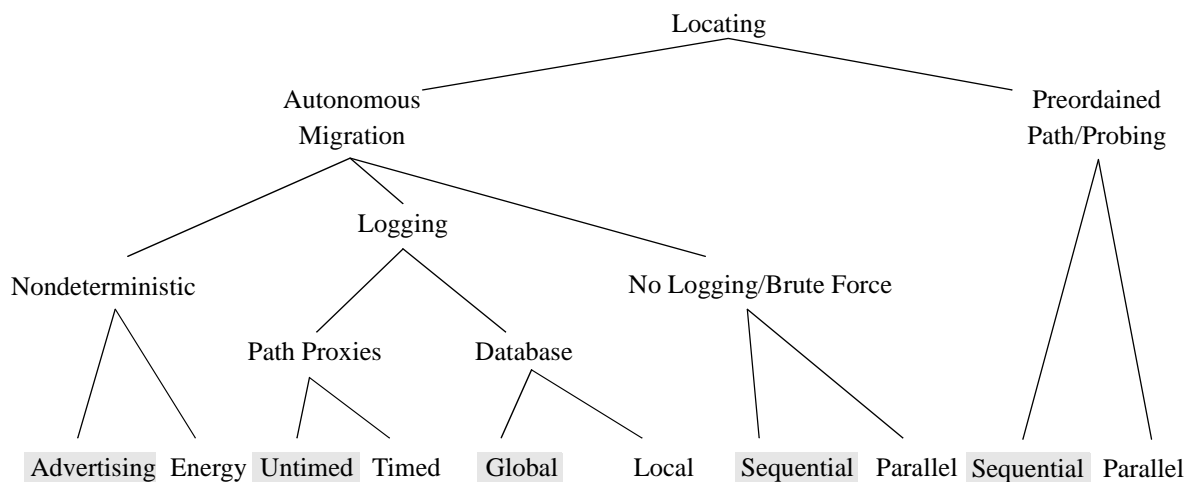 Locating
Autonomous
Migration
Preordained
Path/Probing
Logging
Nondeterministic
No Logging/Brute Force
Path Proxies
Database
Advertising
Energy
Untimed
Timed
Global
Local
Sequential
Parallel
Sequential
Parallel